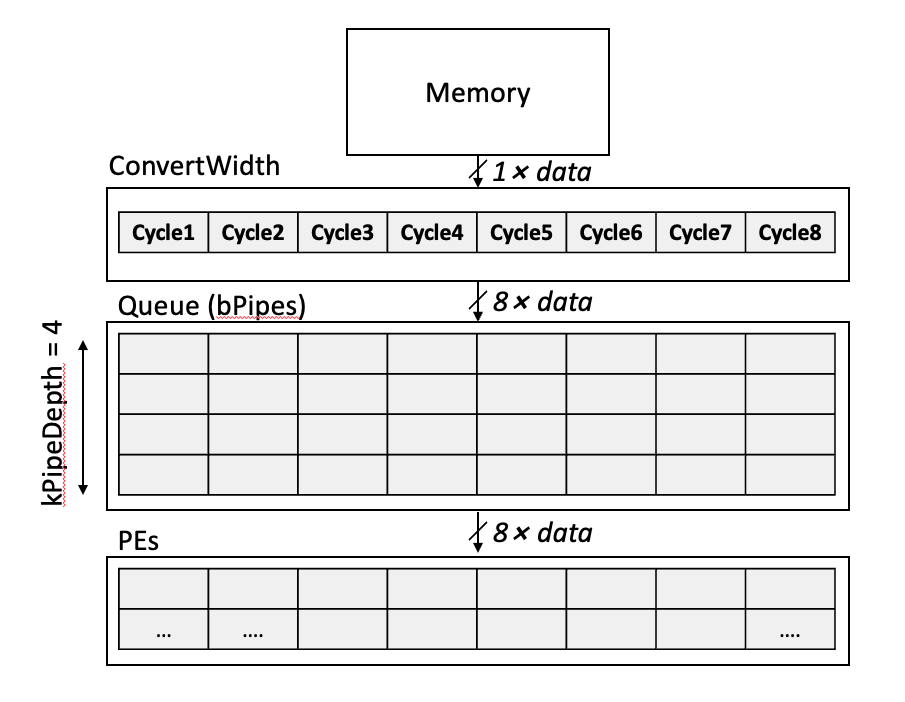 Memory
1× data
ConvertWidth
Cycle1 Cycle2 Cycle3 Cycle4 Cycle5 Cycle6 Cycle7 Cycle8
8× data
Queue (bPipes)
kPipeDepth = 4
8× data
PEs
... .... ....